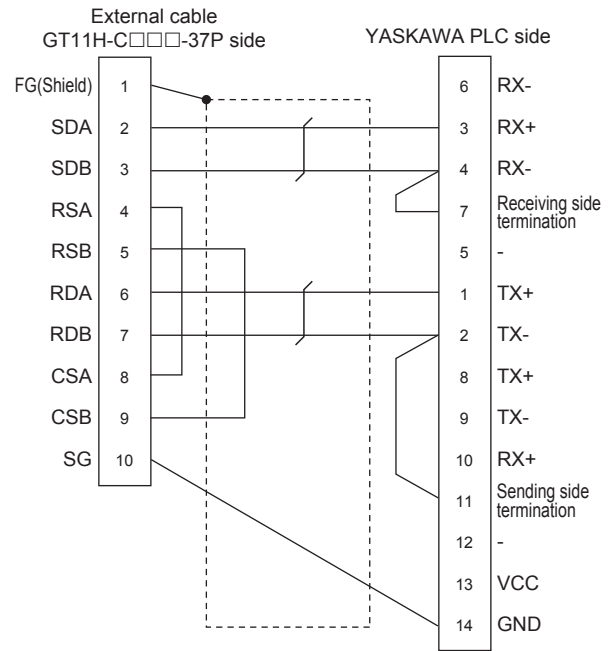 External cable
GT11H-C□□□-37P side
YASKAWA PLC side
FG(Shield) 1
SDA 2
SDB 3
RSA 4
RSB 5
RDA 6
RDB 7
CSA 8
CSB 9
SG 10
6 RX-
3 RX+
4 RX-
7 Receiving side
termination
5 -
1 TX+
2 TX-
8 TX+
9 TX-
10 RX+
11 Sending side
termination
12 -
13 VCC
14 GND